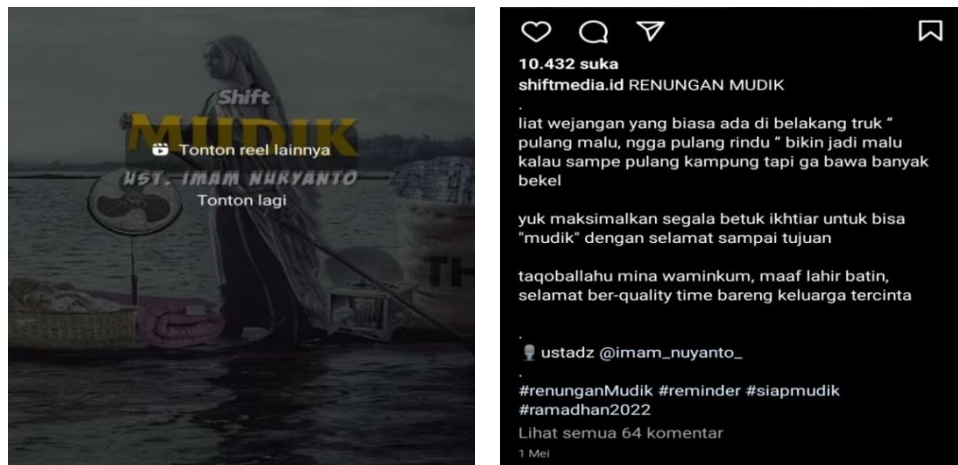 Shift
MUDIK
Tonton reel lainnya
UST. IMAM NURYANTO
Tonton lagi
TH
10.432 suka
shiftmedia.id RENUNGAN MUDIK
.
liat wejangan yang biasa ada di belakang truk “
pulang malu, ngga pulang rindu “ bikin jadi malu
kalau sampe pulang kampung tapi ga bawa banyak
bekel
yuk maksimalkan segala betuk ikhtiar untuk bisa
"mudik" dengan selamat sampai tujuan
taqoballahu mina waminkum, maaf lahir batin,
selamat ber-quality time bareng keluarga tercinta
.
ustadz @imam_nuyanto_
.
#renunganMudik #reminder #siapmudik
#ramadhan2022
Lihat semua 64 komentar
1 Mei